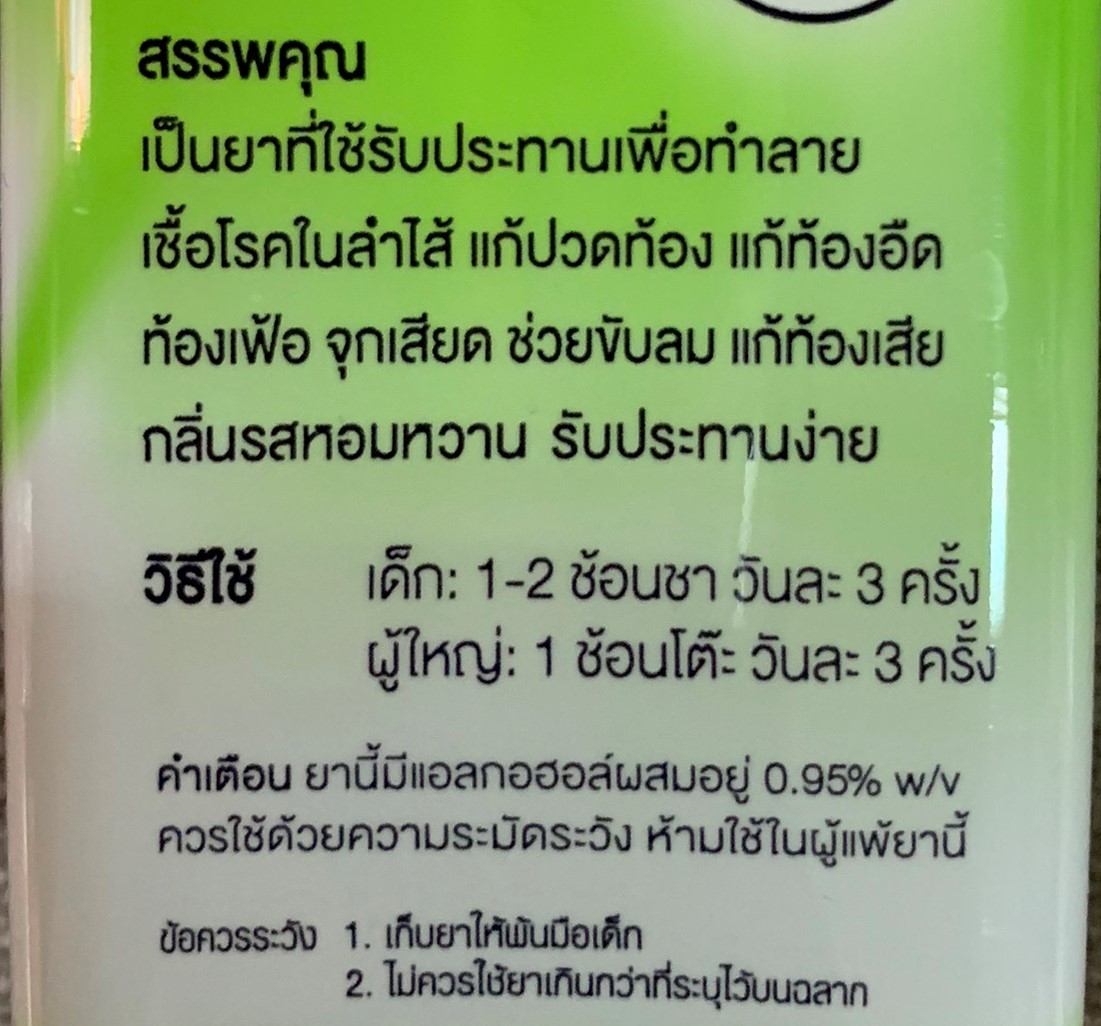 สรรพคุณ
เป็นยาที่ใช้รับประทานเพื่อทำลาย
เชื้อโรคในลำไส้ แก้ปวดท้อง แก้ท้องอืด
ท้องเฟ้อ จุกเสียด ช่วยขับลม แก้ท้องเสีย
กลิ่นรสหอมหวาน รับประทานง่าย
วิธีใช้ เด็ก: 1-2 ช้อนชา วันละ 3 ครั้ง
ผู้ใหญ่: 1 ช้อนโต๊ะ วันละ 3 ครั้ง
คำเตือน ยานี้มีแอลกอฮอล์ผสมอยู่ 0.95% w/v
ควรใช้ด้วยความระมัดระวัง ห้ามใช้ในผู้แพ้ยานี้
ข้อควรระวัง 1. เก็บยาให้พ้นมือเด็ก
2. ไม่ควรใช้ยาเกินกว่าที่ระบุไว้บนฉลาก